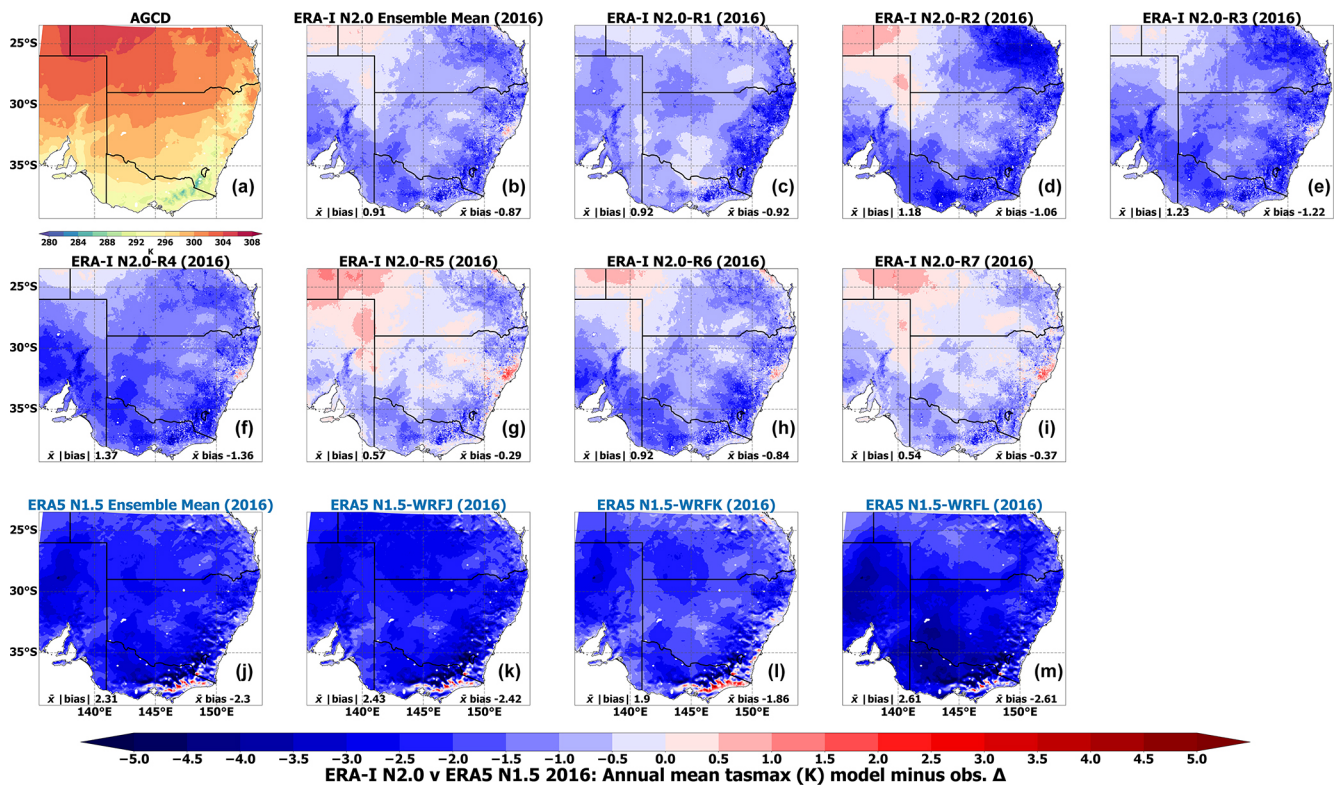 AGCD
ERA-I N2.0 Ensemble Mean (2016)
ERA-I N2.0-R1 (2016)
ERA-I N2.0-R2 (2016)
ERA-I N2.0-R3 (2016)
25°S
30°S
35°S
(a)
(b)
(c)
(d)
(e)
x̄ |bias| 0.91 x̄ bias -0.87
x̄ |bias| 0.92 x̄ bias -0.92
x̄ |bias| 1.18 x̄ bias -1.06
x̄ |bias| 1.23 x̄ bias -1.22
280 284 288 292 296 300 304 308
K
ERA-I N2.0-R4 (2016)
ERA-I N2.0-R5 (2016)
ERA-I N2.0-R6 (2016)
ERA-I N2.0-R7 (2016)
25°S
30°S
35°S
(f)
(g)
(h)
(i)
x̄ |bias| 1.37 x̄ bias -1.36
x̄ |bias| 0.57 x̄ bias -0.29
x̄ |bias| 0.92 x̄ bias -0.84
x̄ |bias| 0.54 x̄ bias -0.37
ERA5 N1.5 Ensemble Mean (2016)
ERA5 N1.5-WRFJ (2016)
ERA5 N1.5-WRFK (2016)
ERA5 N1.5-WRFL (2016)
25°S
30°S
35°S
(j)
(k)
(l)
(m)
x̄ |bias| 2.31 x̄ bias -2.3
x̄ |bias| 2.43 x̄ bias -2.42
x̄ |bias| 1.9 x̄ bias -1.86
x̄ |bias| 2.61 x̄ bias -2.61
140°E 145°E 150°E
140°E 145°E 150°E
140°E 145°E 150°E
140°E 145°E 150°E
−5.0 −4.5 −4.0 −3.5 −3.0 −2.5 −2.0 −1.5 −1.0 −0.5 0.0 0.5 1.0 1.5 2.0 2.5 3.0 3.5 4.0 4.5 5.0
ERA-I N2.0 v ERA5 N1.5 2016: Annual mean tasmax (K) model minus obs. Δ